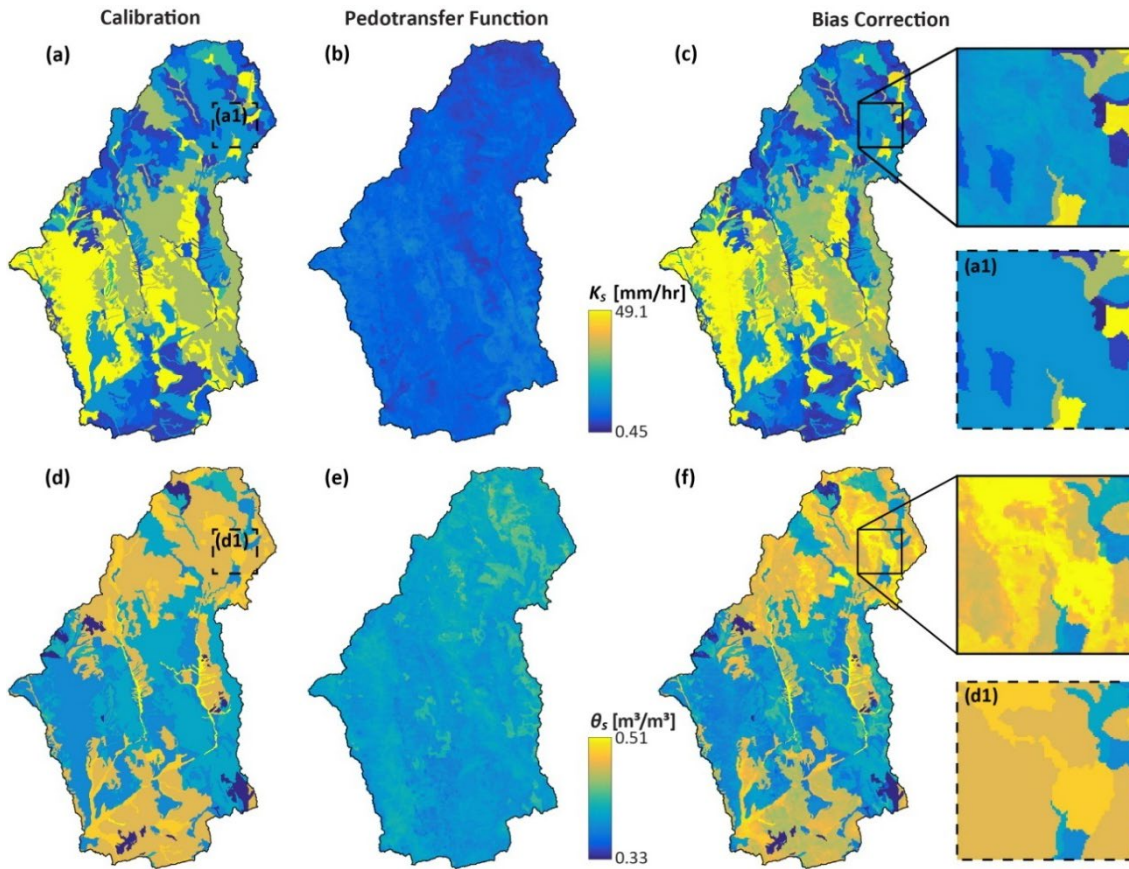 Calibration
Pedotransfer Function
Bias Correction
(a)
(b)
(c)
(a1)
(a1)
Kₛ [mm/hr]
49.1
0.45
(d)
(e)
(f)
(d1)
(d1)
θₛ [m³/m³]
0.51
0.33